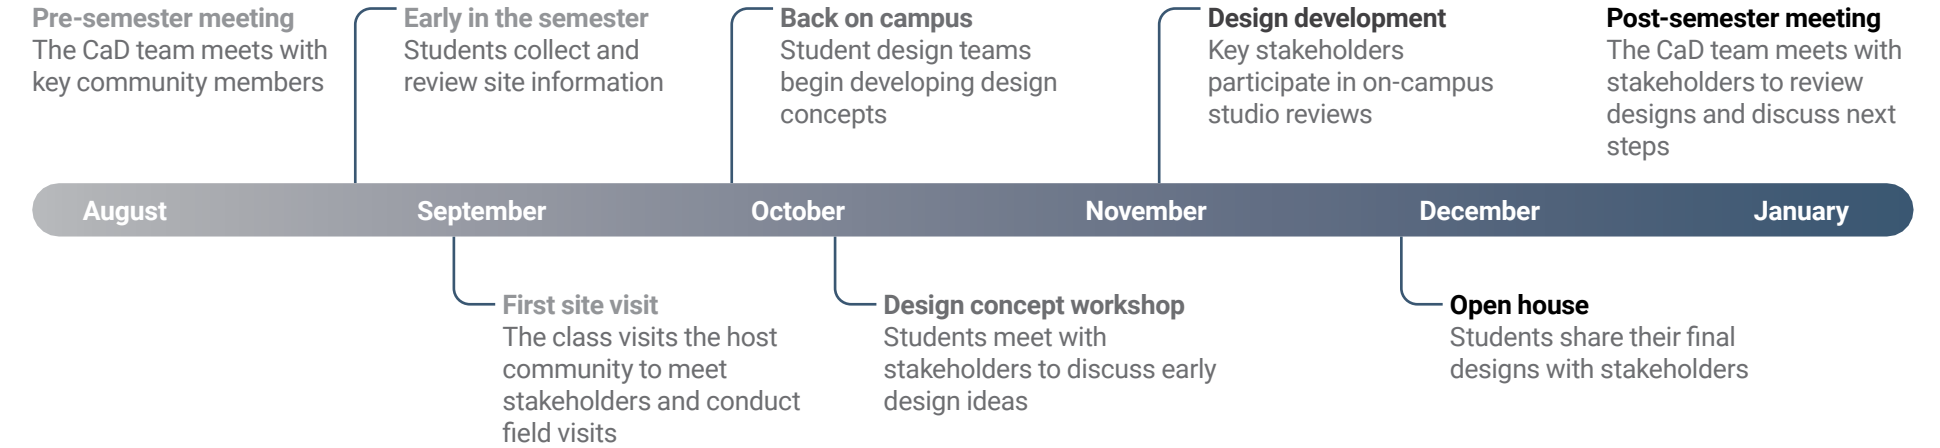 Pre-semester meeting
The CaD team meets with
key community members
Early in the semester
Students collect and
review site information
Back on campus
Student design teams
begin developing design
concepts
Design development
Key stakeholders
participate in on-campus
studio reviews
Post-semester meeting
The CaD team meets with
stakeholders to review
designs and discuss next
steps
August
September
October
November
December
January
First site visit
The class visits the host
community to meet
stakeholders and conduct
field visits
Design concept workshop
Students meet with
stakeholders to discuss early
design ideas
Open house
Students share their final
designs with stakeholders